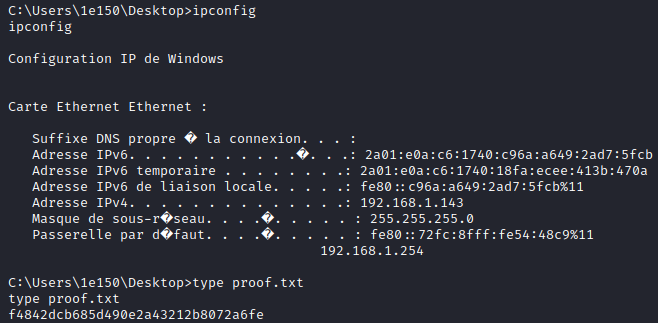 C:\Users\1e150\Desktop>ipconfig
ipconfig
Configuration IP de Windows
Carte Ethernet Ethernet :
Suffixe DNS propre � la connexion. . . :
Adresse IPv6. . . . . . . . . . .�. . .: 2a01:e0a:c6:1740:c96a:a649:2ad7:5fcb
Adresse IPv6 temporaire . . . . . . . .: 2a01:e0a:c6:1740:18fa:ecee:413b:470a
Adresse IPv6 de liaison locale. . . . .: fe80::c96a:a649:2ad7:5fcb%11
Adresse IPv4. . . . . . . . . . . . . .: 192.168.1.143
Masque de sous-r�seau. . . .�. . . . . : 255.255.255.0
Passerelle par d�faut. . . .�. . . . . : fe80::72fc:8fff:fe54:48c9%11
192.168.1.254
C:\Users\1e150\Desktop>type proof.txt
type proof.txt
f4842dcb685d490e2a43212b8072a6fe